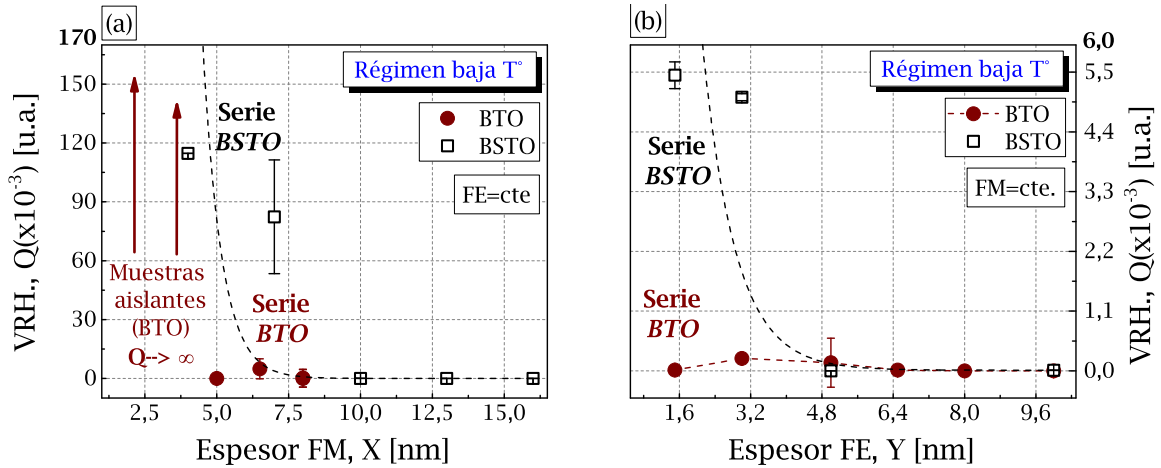 (a)
170
150
120
90
60
30
0
VRH., Q(x10⁻³) [u.a.]
Régimen baja T°
BTO
BSTO
FE=cte
Serie
BSTO
Muestras
aislantes
(BTO)
Q--> ∞
Serie
BTO
2,5
5,0
7,5
10,0
12,5
15,0
Espesor FM, X [nm]
(b)
Régimen baja T°
BTO
BSTO
FM=cte.
Serie
BSTO
Serie
BTO
6,0
5,5
4,4
3,3
2,2
1,1
0,0
VRH., Q(x10⁻³) [u.a.]
1,6
3,2
4,8
6,4
8,0
9,6
Espesor FE, Y [nm]